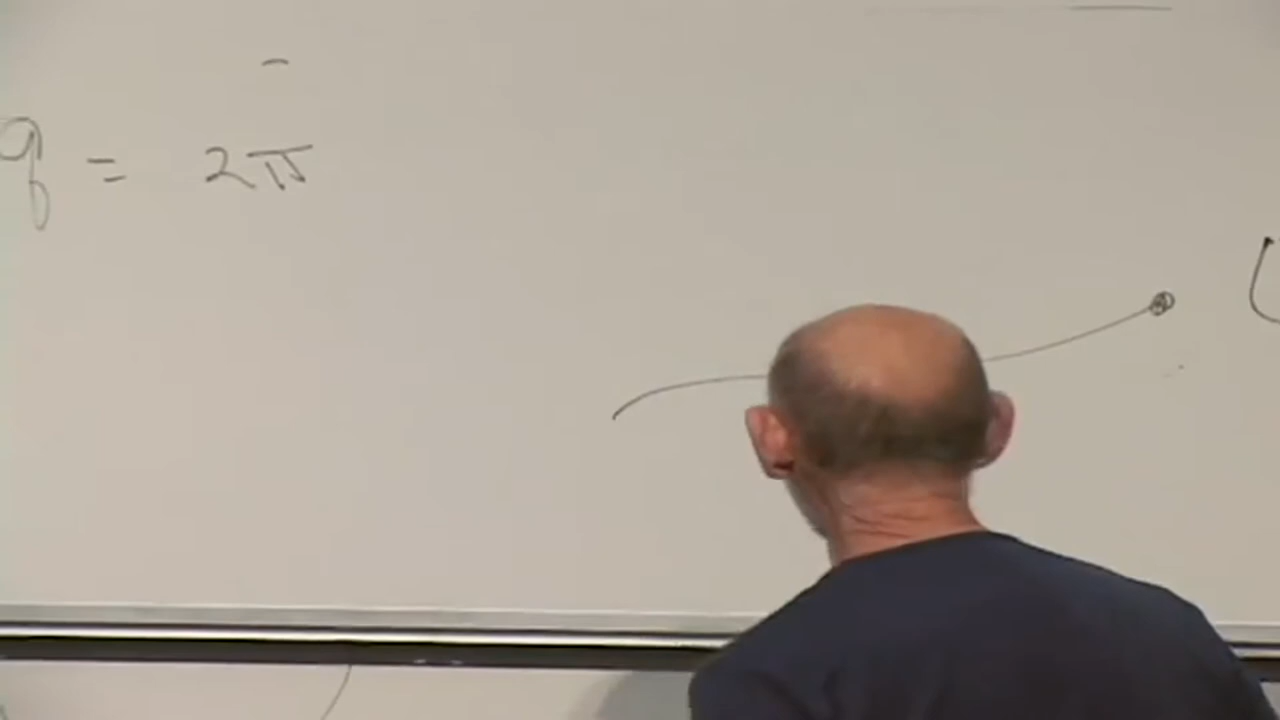 q = 2π